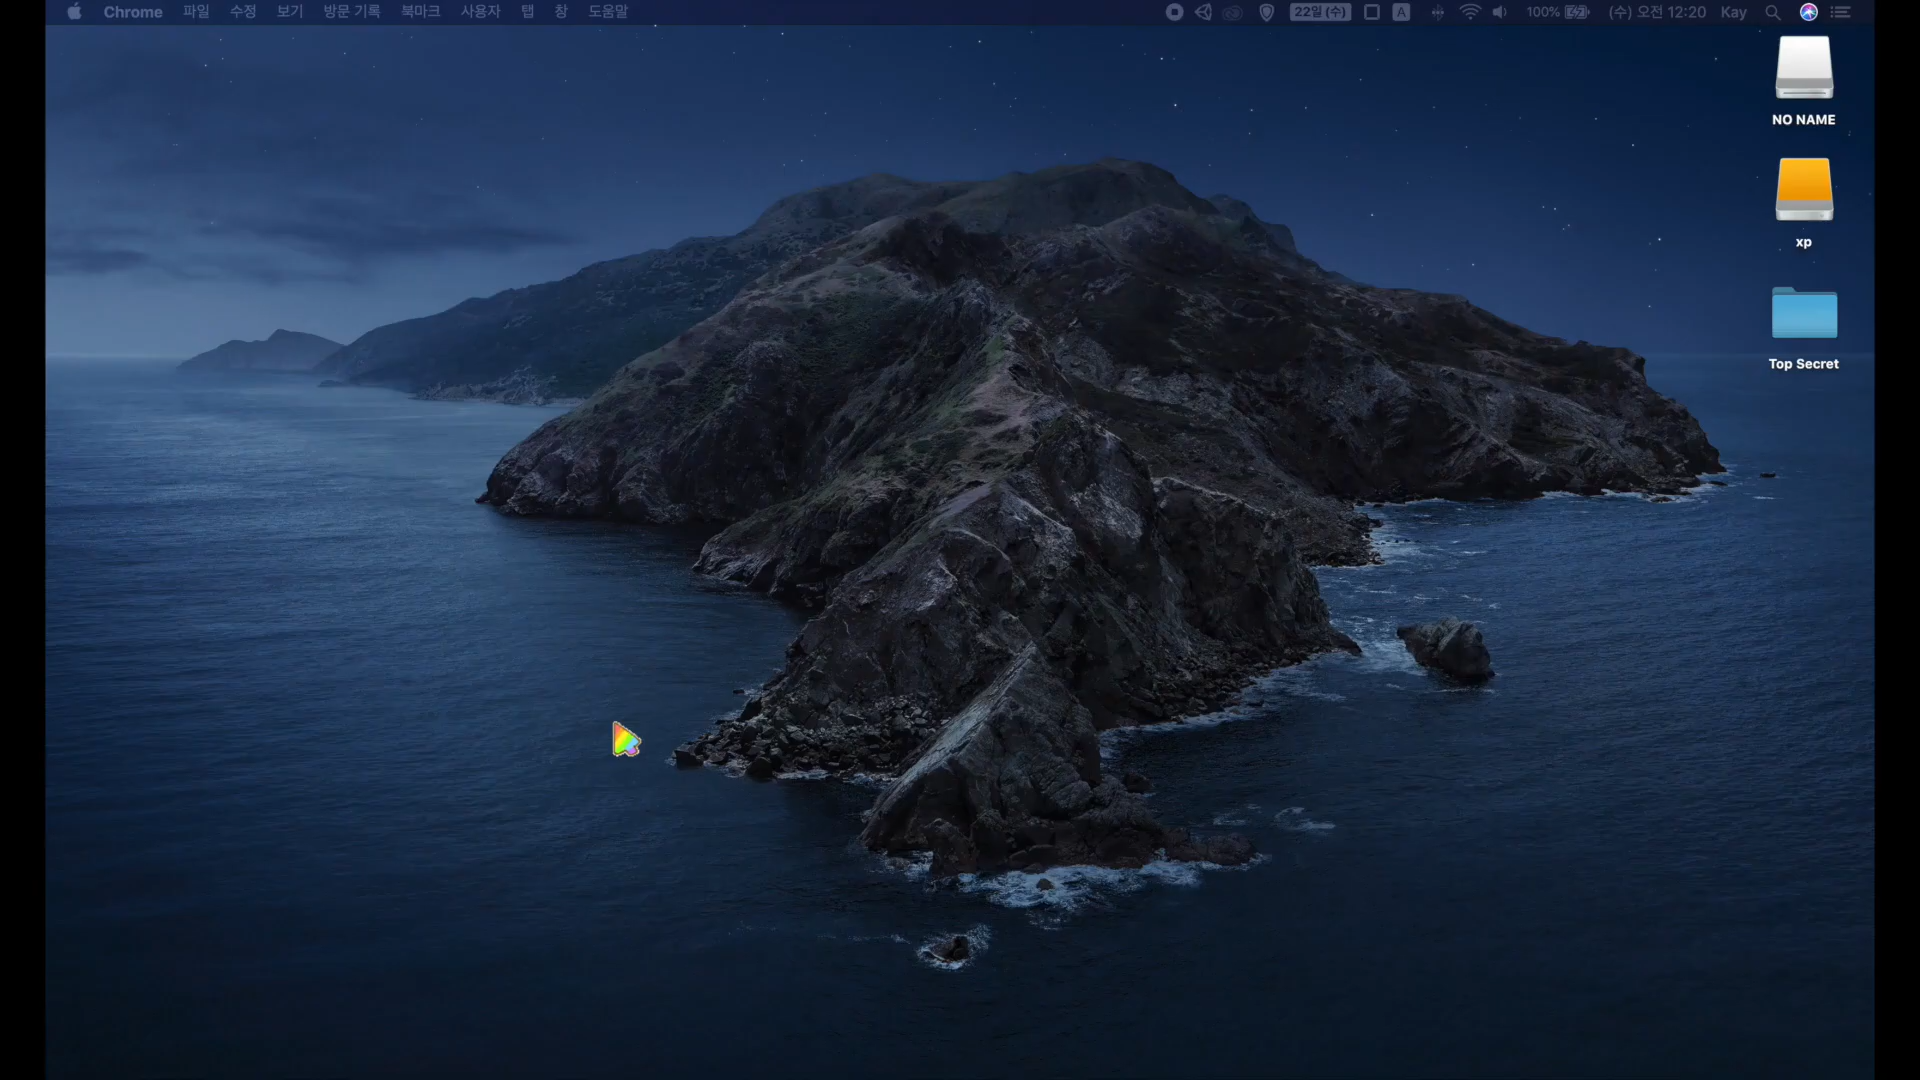 Chrome 파일 수정 보기 방문 기록 북마크 사용자 탭 창 도움말 22일 (수) A 100% (수) 오전 12:20 Kay
NO NAME
xp
Top Secret